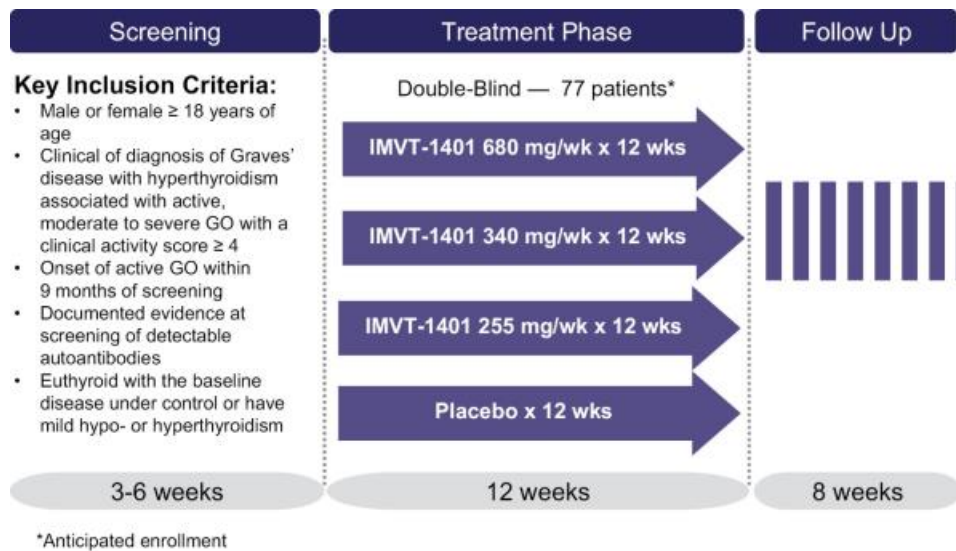 Screening
Treatment Phase
Follow Up
Key Inclusion Criteria:
• Male or female ≥ 18 years of
age
• Clinical of diagnosis of Graves’
disease with hyperthyroidism
associated with active,
moderate to severe GO with a
clinical activity score ≥ 4
• Onset of active GO within
9 months of screening
• Documented evidence at
screening of detectable
autoantibodies
• Euthyroid with the baseline
disease under control or have
mild hypo- or hyperthyroidism
Double-Blind — 77 patients*
IMVT-1401 680 mg/wk x 12 wks
IMVT-1401 340 mg/wk x 12 wks
IMVT-1401 255 mg/wk x 12 wks
Placebo x 12 wks
3-6 weeks
12 weeks
8 weeks
*Anticipated enrollment